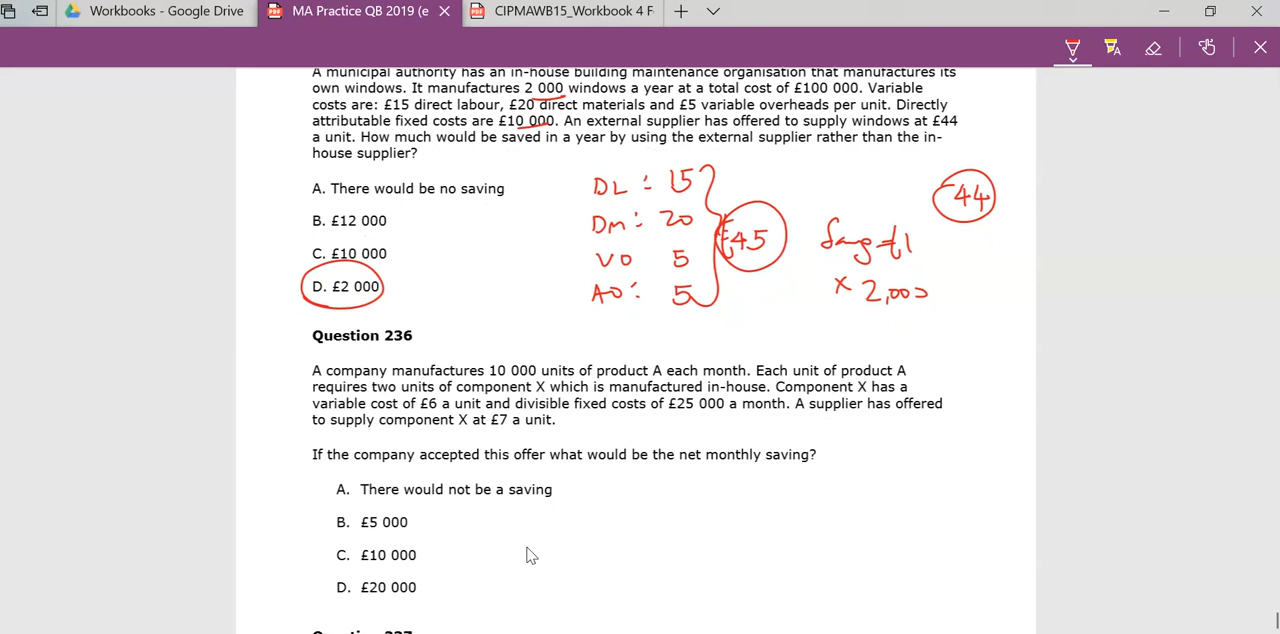 Workbooks - Google Drive
MA Practice QB 2019 (e
CIPMAWB15_Workbook 4 F
A municipal authority has an in-house building maintenance organisation that manufactures its
own windows. It manufactures 2 000 windows a year at a total cost of £100 000. Variable
costs are: £15 direct labour, £20 direct materials and £5 variable overheads per unit. Directly
attributable fixed costs are £10 000. An external supplier has offered to supply windows at £44
a unit. How much would be saved in a year by using the external supplier rather than the in-
house supplier?
A. There would be no saving
B. £12 000
C. £10 000
D. £2 000
DL : 15
DM : 20
VO 5
AO : 5
£45
44
£1
x 2,000
Question 236
A company manufactures 10 000 units of product A each month. Each unit of product A
requires two units of component X which is manufactured in-house. Component X has a
variable cost of £6 a unit and divisible fixed costs of £25 000 a month. A supplier has offered
to supply component X at £7 a unit.
If the company accepted this offer what would be the net monthly saving?
A. There would not be a saving
B. £5 000
C. £10 000
D. £20 000